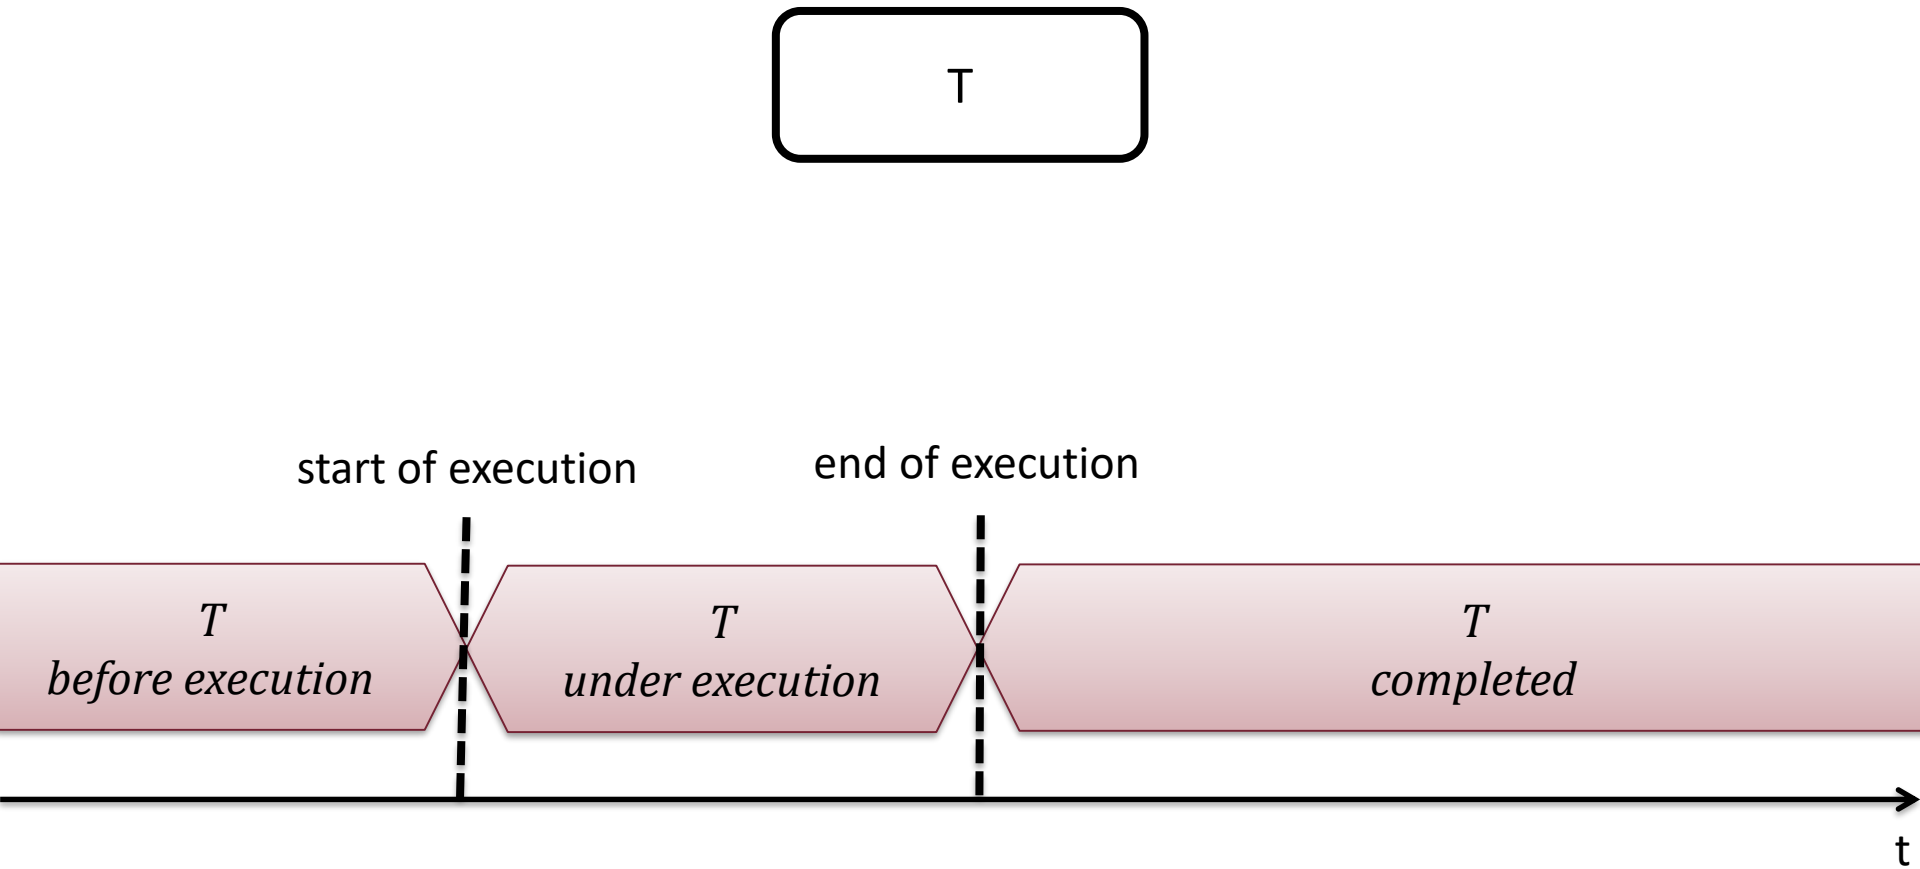 T
start of execution
end of execution
T
before execution
T
under execution
T
completed
t